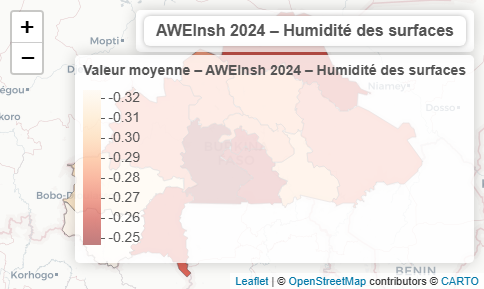 +
−
AWEInsh 2024 – Humidité des surfaces
Mopti
Valeur moyenne – AWEInsh 2024 – Humidité des surfaces
-0.32
-0.30
-0.29
-0.28
-0.27
-0.26
-0.25
égou
koro
Niamey
Dosso
BURKINA
FASO
Bobo-D
Korhogo
BENIN
Leaflet | © OpenStreetMap contributors © CARTO